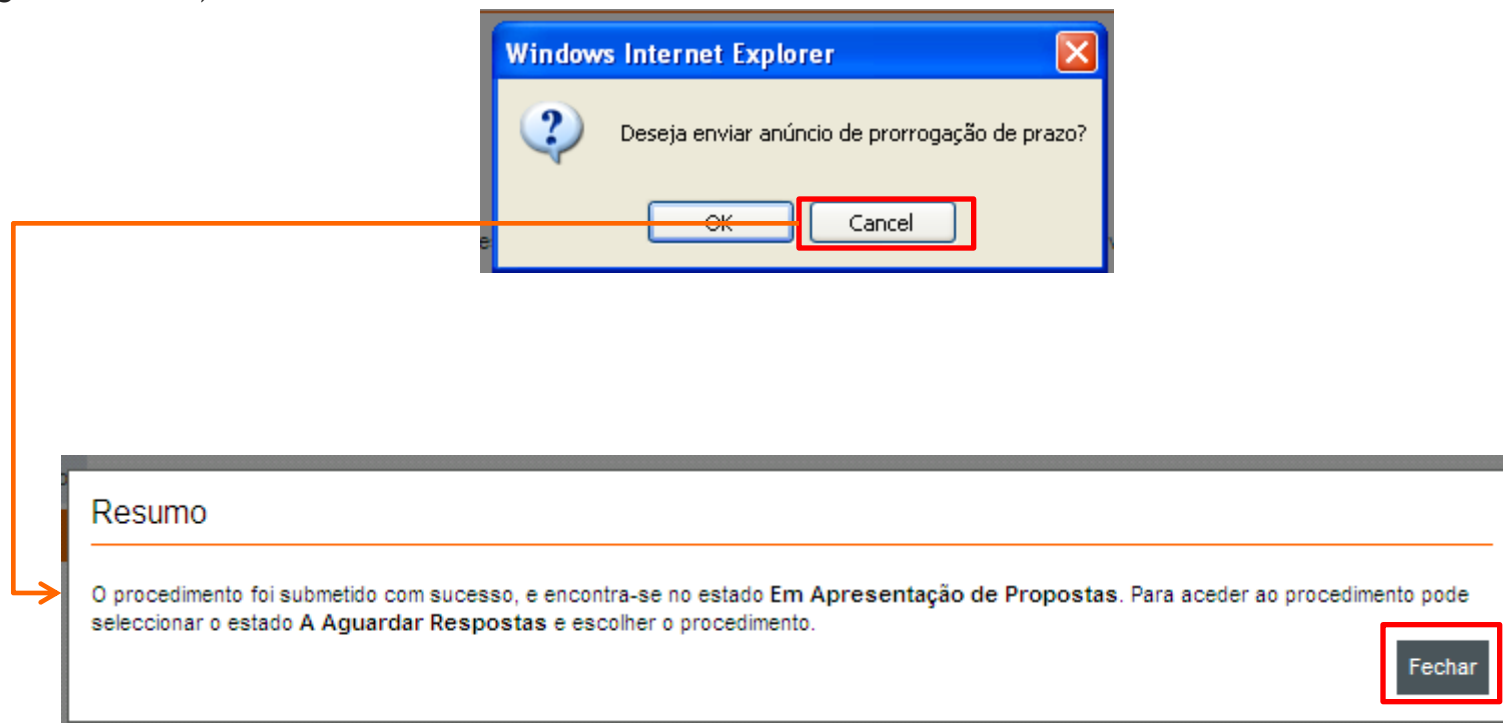 Windows Internet Explorer
Deseja enviar anúncio de prorrogação de prazo?
OK Cancel
Resumo
O procedimento foi submetido com sucesso, e encontra-se no estado Em Apresentação de Propostas. Para aceder ao procedimento pode
seleccionar o estado A Aguardar Respostas e escolher o procedimento.
Fechar